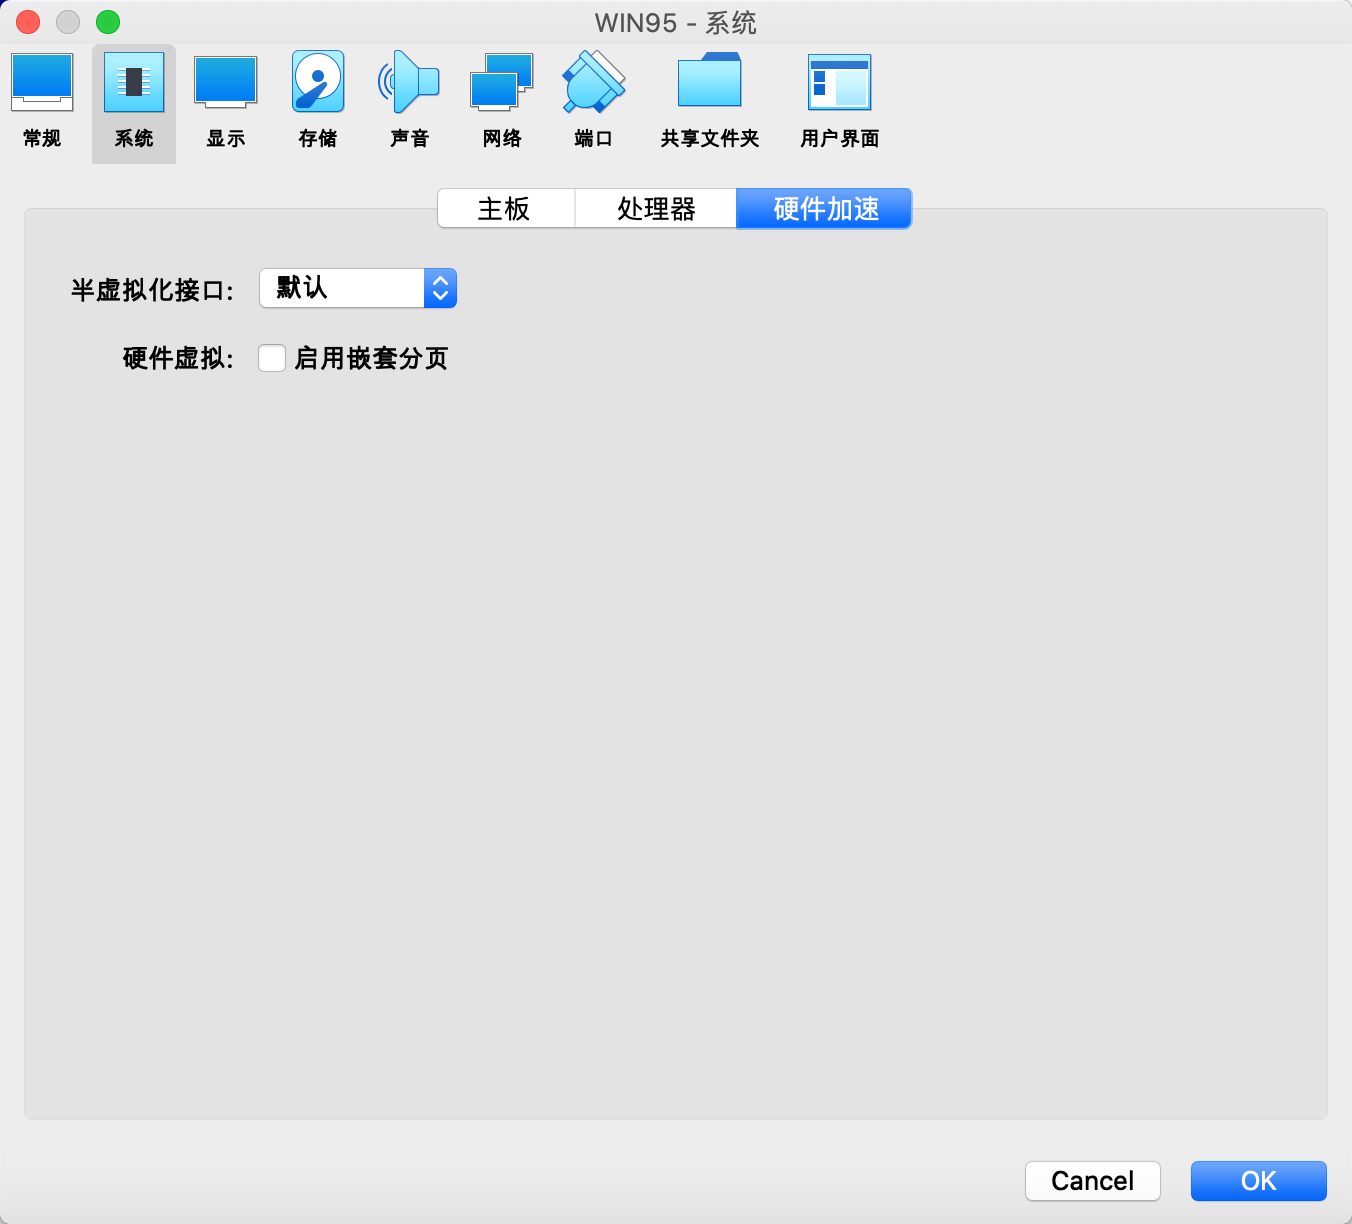 WIN95 - 系统
常规 系统 显示 存储 声音 网络 端口 共享文件夹 用户界面
主板 处理器 硬件加速
半虚拟化接口: 默认
硬件虚拟: 启用嵌套分页
Cancel OK